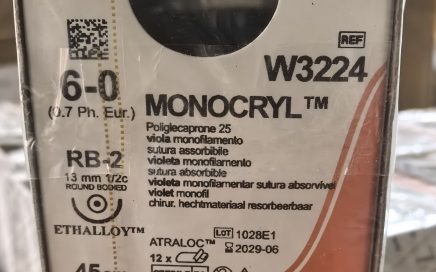 REF
W3224
6-0
(0.7 Ph. Eur.)
MONOCRYL™
Poliglecaprone 25
viola monofilamento
sutura assorbibile
violeta monofilamento
sutura absorbible
violeta monofilamentar sutura absorvível
violet monofil
chirur. hechtmateriaal resorbeerbaar
RB-2
13 mm 1/2c
ROUND BODIED
ETHALLOY™
LOT 1028E1
ATRALOC™
2029-06
12 x
45cm